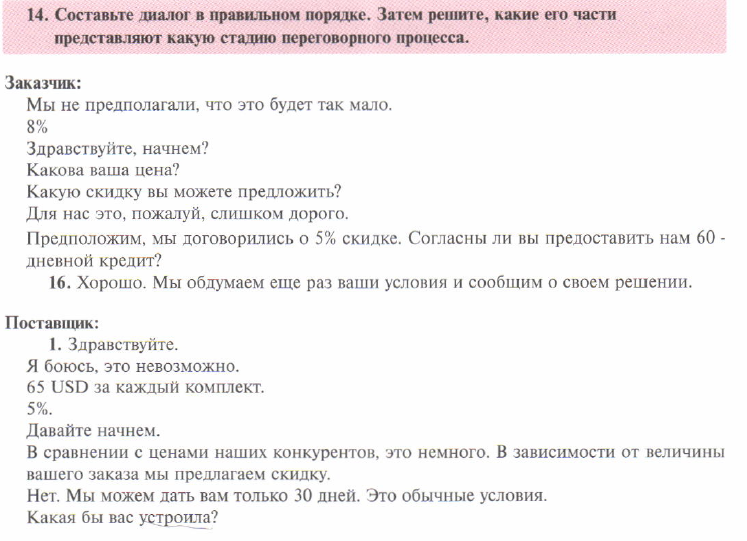 14. Составьте диалог в правильном порядке. Затем решите, какие его части
представляют какую стадию переговорного процесса.
Заказчик:
Мы не предполагали, что это будет так мало.
8%
Здравствуйте, начнем?
Какова ваша цена?
Какую скидку вы можете предложить?
Для нас это, пожалуй, слишком дорого.
Предположим, мы договорились о 5% скидке. Согласны ли вы предоставить нам 60 -
дневной кредит?
16. Хорошо. Мы обдумаем еще раз ваши условия и сообщим о своем решении.
Поставщик:
1. Здравствуйте.
Я боюсь, это невозможно.
65 USD за каждый комплект.
5%.
Давайте начнем.
В сравнении с ценами наших конкурентов, это немного. В зависимости от величины
вашего заказа мы предлагаем скидку.
Нет. Мы можем дать вам только 30 дней. Это обычные условия.
Какая бы вас устроила?